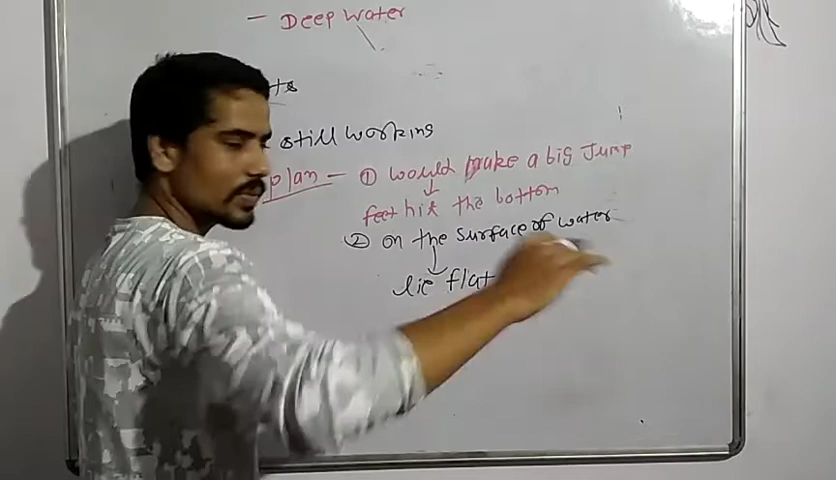 - Deep water
ts
still working
plan - ① would make a big Jump
feet hit the bottom
② on the surface of water
lie flat